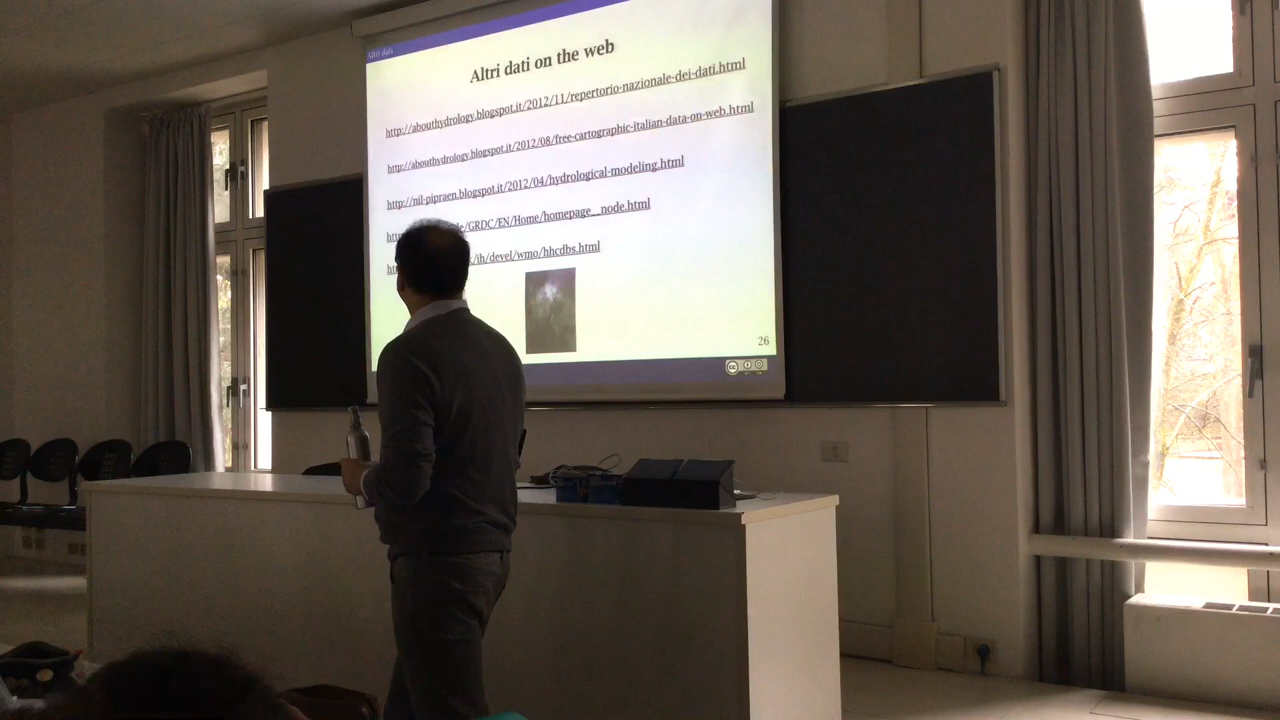 Altri dati
Altri dati on the web
http://abouthydrology.blogspot.it/2012/11/repertorio-nazionale-dei-dati.html
http://abouthydrology.blogspot.it/2012/08/free-cartographic-italian-data-on-web.html
http://nil-pipraen.blogspot.it/2012/04/hydrological-modeling.html
/GRDC/EN/Home/homepage__node.html
/ih/devel/wmo/hhcdbs.html
26
cc